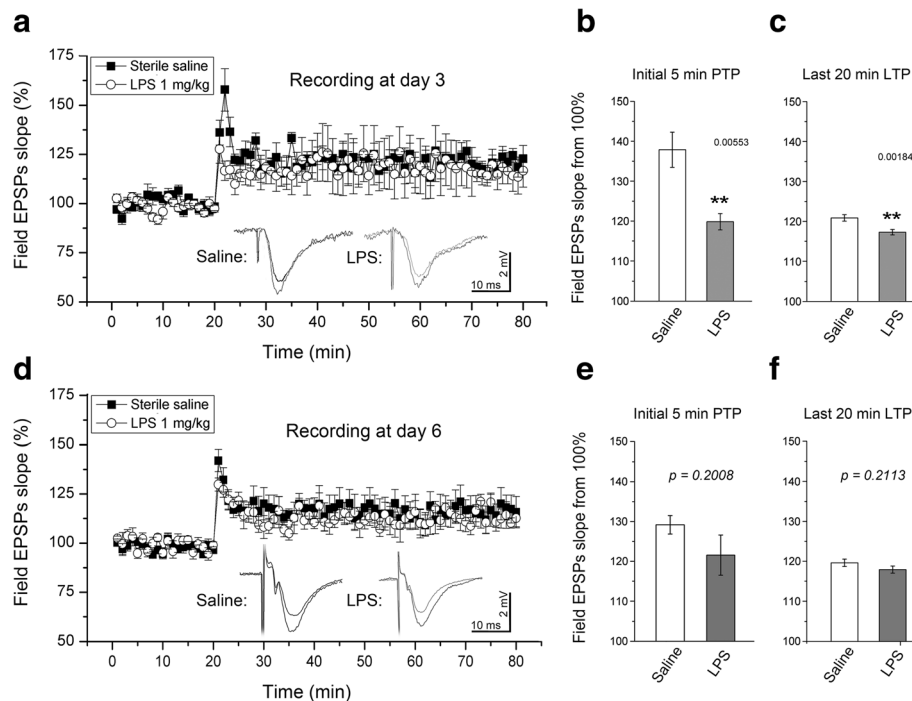 a
Field EPSPs slope (%)
175
150
125
100
75
50
Sterile saline
LPS 1 mg/kg
Recording at day 3
Saline:
LPS:
2 mV
10 ms
0 10 20 30 40 50 60 70 80
Time (min)
b
Initial 5 min PTP
Field EPSPs slope from 100%
150
140
130
120
110
100
0.00553
**
Saline
LPS
c
Last 20 min LTP
150
140
130
120
110
100
0.00184
**
Saline
LPS
d
Field EPSPs slope (%)
175
150
125
100
75
50
Sterile saline
LPS 1 mg/kg
Recording at day 6
Saline:
LPS:
2 mV
10 ms
0 10 20 30 40 50 60 70 80
Time (min)
e
Initial 5 min PTP
Field EPSPs slope from 100%
150
140
130
120
110
100
p = 0.2008
Saline
LPS
f
Last 20 min LTP
150
140
130
120
110
100
p = 0.2113
Saline
LPS